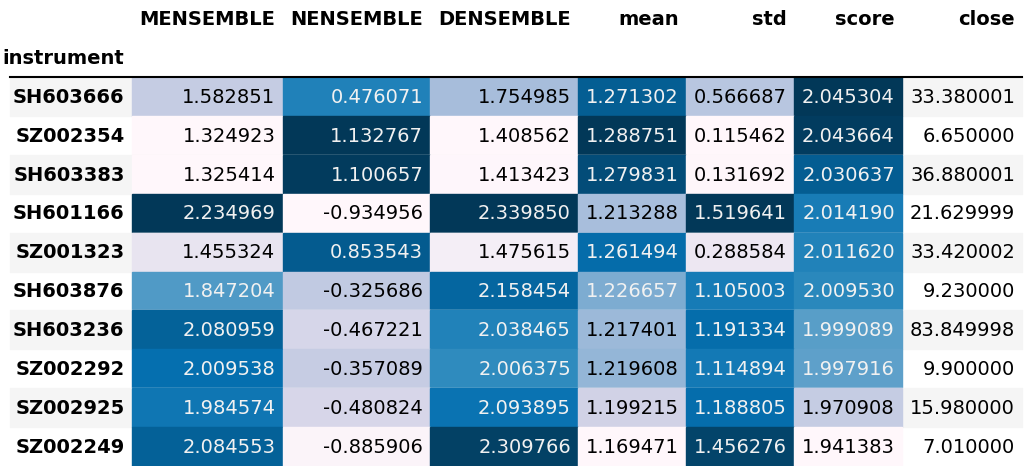 MENSEMBLE NENSEMBLE DENSEMBLE mean std score close
instrument
SH603666 1.582851 0.476071 1.754985 1.271302 0.566687 2.045304 33.380001
SZ002354 1.324923 1.132767 1.408562 1.288751 0.115462 2.043664 6.650000
SH603383 1.325414 1.100657 1.413423 1.279831 0.131692 2.030637 36.880001
SH601166 2.234969 -0.934956 2.339850 1.213288 1.519641 2.014190 21.629999
SZ001323 1.455324 0.853543 1.475615 1.261494 0.288584 2.011620 33.420002
SH603876 1.847204 -0.325686 2.158454 1.226657 1.105003 2.009530 9.230000
SH603236 2.080959 -0.467221 2.038465 1.217401 1.191334 1.999089 83.849998
SZ002292 2.009538 -0.357089 2.006375 1.219608 1.114894 1.997916 9.900000
SZ002925 1.984574 -0.480824 2.093895 1.199215 1.188805 1.970908 15.980000
SZ002249 2.084553 -0.885906 2.309766 1.169471 1.456276 1.941383 7.010000